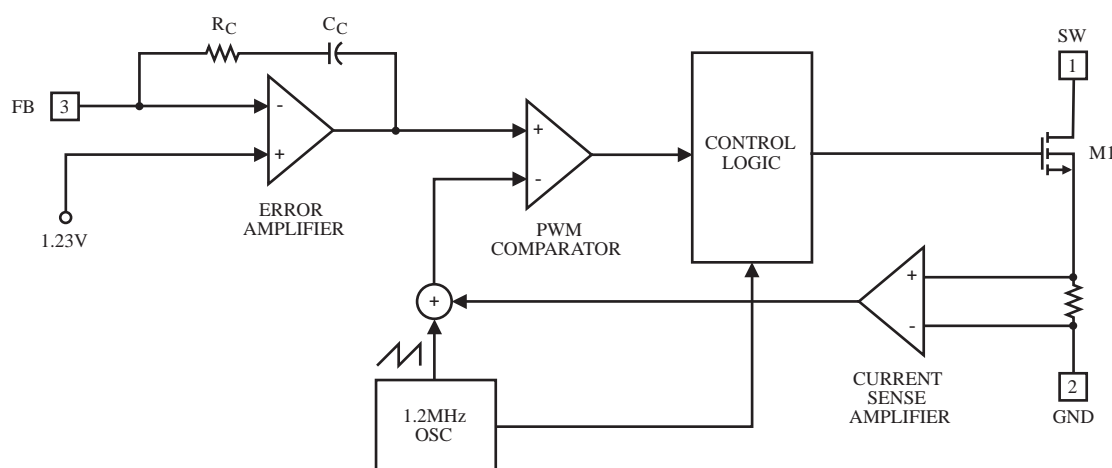 R_C
C_C
SW
1
FB
3
-
+
+
-
CONTROL
LOGIC
M1
ERROR
AMPLIFIER
1.23V
PWM
COMPARATOR
+
+
-
CURRENT
SENSE
AMPLIFIER
2
GND
1.2MHz
OSC